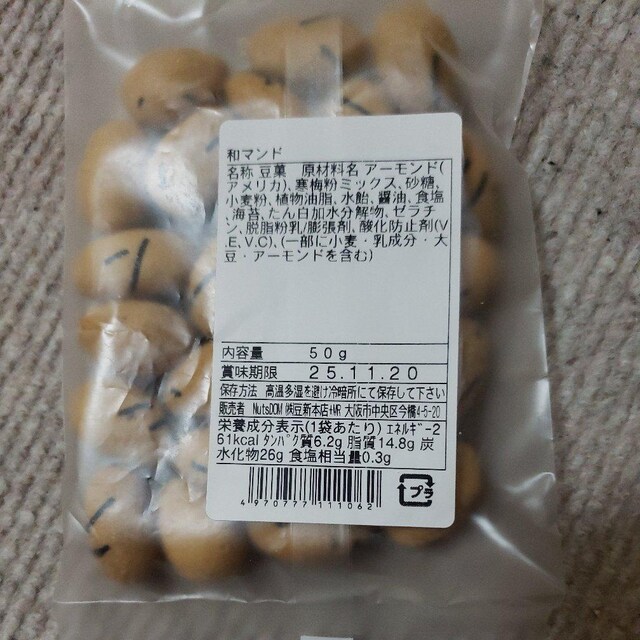 和マンド
名称 豆菓 原材料名 アーモンド(
アメリカ)、寒梅粉ミックス、砂糖、
小麦粉、植物油脂、水飴、醤油、食塩
、海苔、たん白加水分解物、ゼラチ
ン、脱脂粉乳/膨張剤、酸化防止剤(V
.E,V.C)、(一部に小麦・乳成分・大
豆・アーモンドを含む)
内容量 50g
賞味期限 25.11.20
保存方法 高温多湿を避け冷暗所にて保存して下さい
販売者 NutsDOM ㈱豆新本店+MR 大阪市中央区今橋4-5-20
栄養成分表示(1袋あたり) エネルギー2
61kcal タンパク質6.2g 脂質14.8g 炭
水化物26g 食塩相当量0.3g
4970777111062
プラ